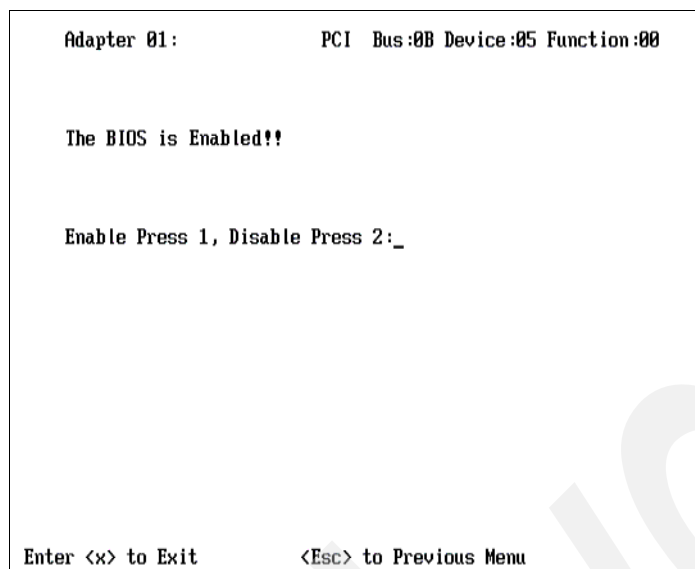 Adapter 01: PCI Bus:0B Device:05 Function:00
The BIOS is Enabled!!
Enable Press 1, Disable Press 2:_
Enter <x> to Exit <Esc> to Previous Menu